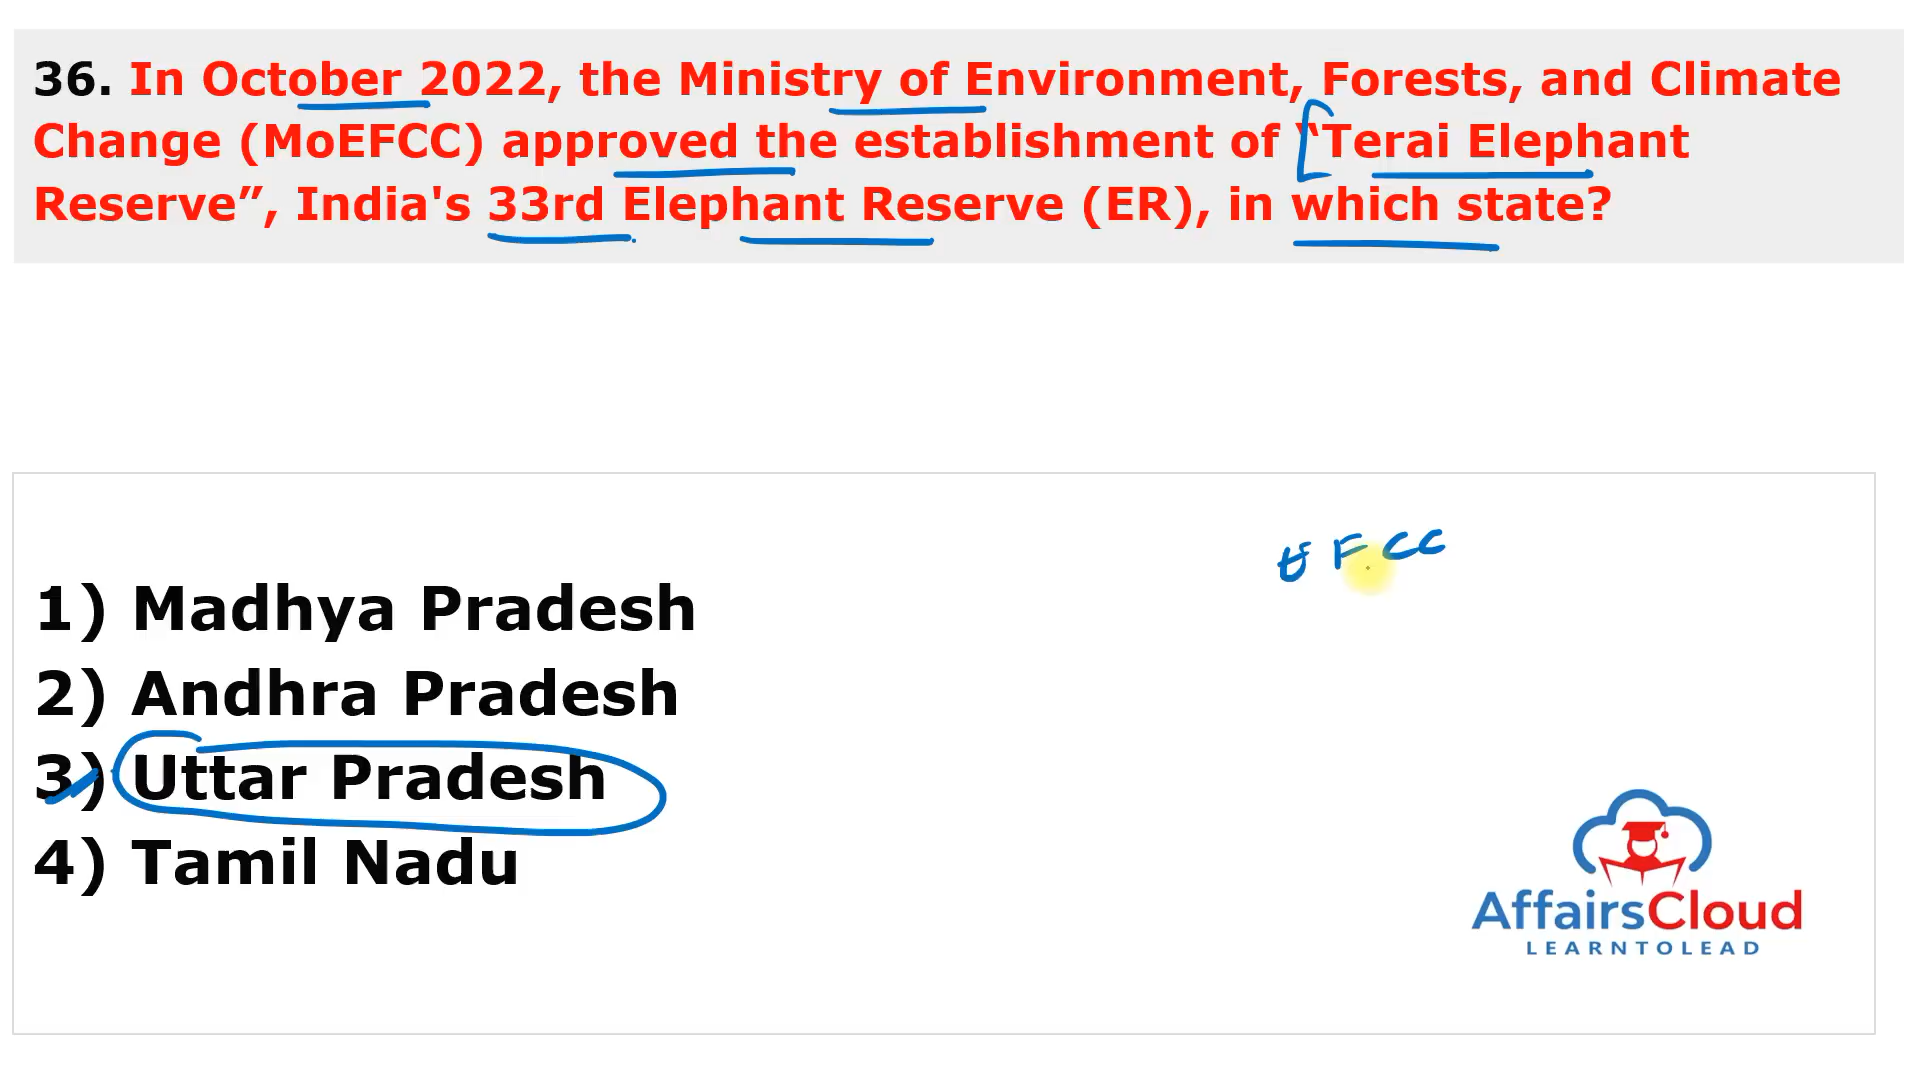 36. In October 2022, the Ministry of Environment, Forests, and Climate
Change (MoEFCC) approved the establishment of “Terai Elephant
Reserve”, India's 33rd Elephant Reserve (ER), in which state?
EFCC
1) Madhya Pradesh
2) Andhra Pradesh
3) Uttar Pradesh
4) Tamil Nadu
AffairsCloud
LEARNTOLEAD